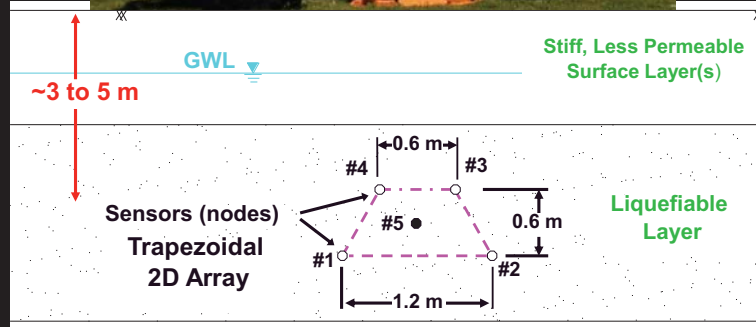 GWL
Stiff, Less Permeable
Surface Layer(s)
~3 to 5 m
0.6 m
#4
#3
Sensors (nodes)
Trapezoidal
2D Array
#5
0.6 m
Liquefiable
Layer
#1
#2
1.2 m